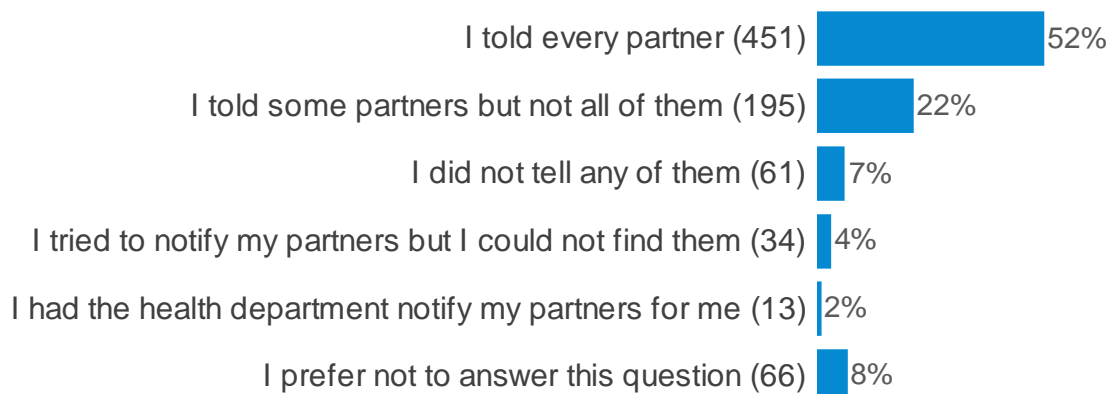 I told every partner (451) 52%
I told some partners but not all of them (195) 22%
I did not tell any of them (61) 7%
I tried to notify my partners but I could not find them (34) 4%
I had the health department notify my partners for me (13) 2%
I prefer not to answer this question (66) 8%